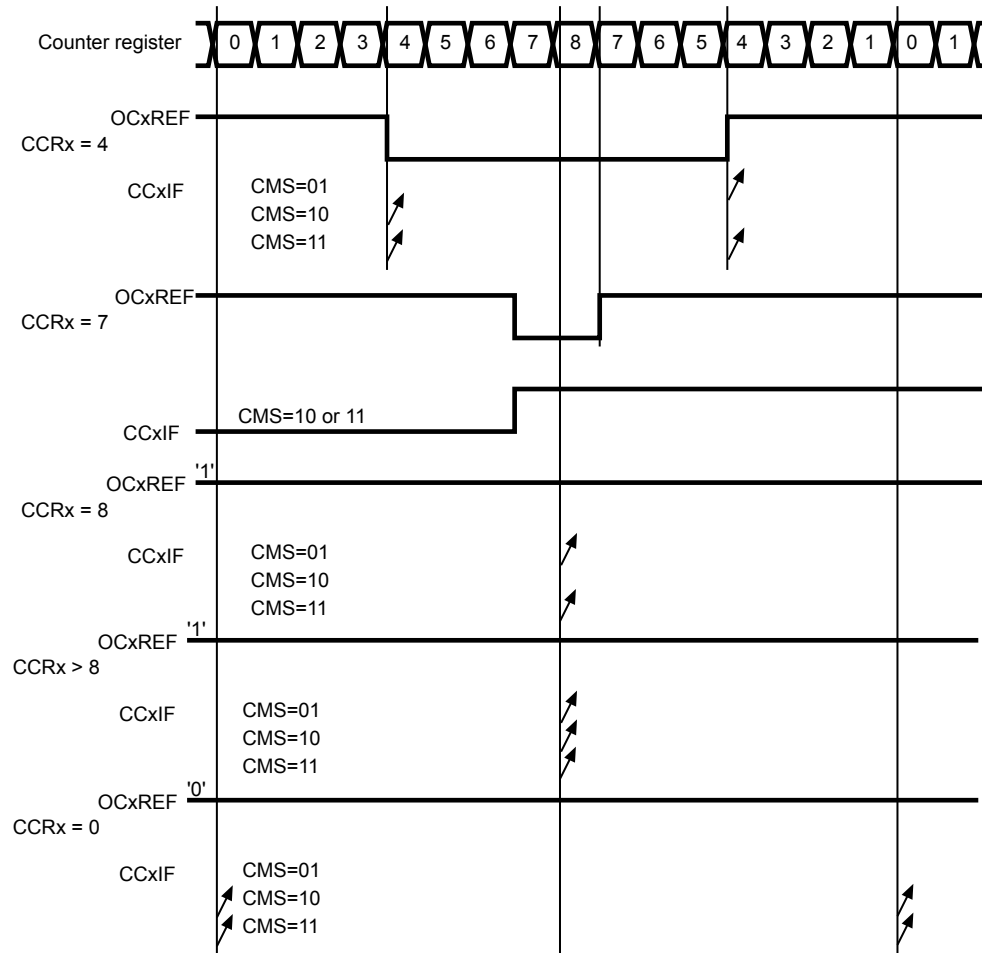 Counter register 0 1 2 3 4 5 6 7 8 7 6 5 4 3 2 1 0 1
OCxREF
CCRx = 4
CCxIF CMS=01
CMS=10
CMS=11
OCxREF
CCRx = 7
CMS=10 or 11
CCxIF
'1'
OCxREF
CCRx = 8
CCxIF CMS=01
CMS=10
CMS=11
'1'
OCxREF
CCRx > 8
CCxIF CMS=01
CMS=10
CMS=11
'0'
OCxREF
CCRx = 0
CCxIF CMS=01
CMS=10
CMS=11